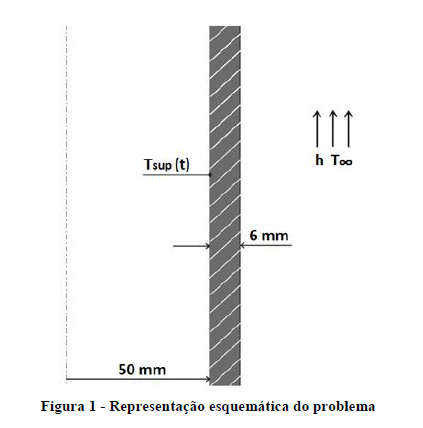 Tsup (t)
h T∞
6 mm
50 mm
Figura 1 - Representação esquemática do problema